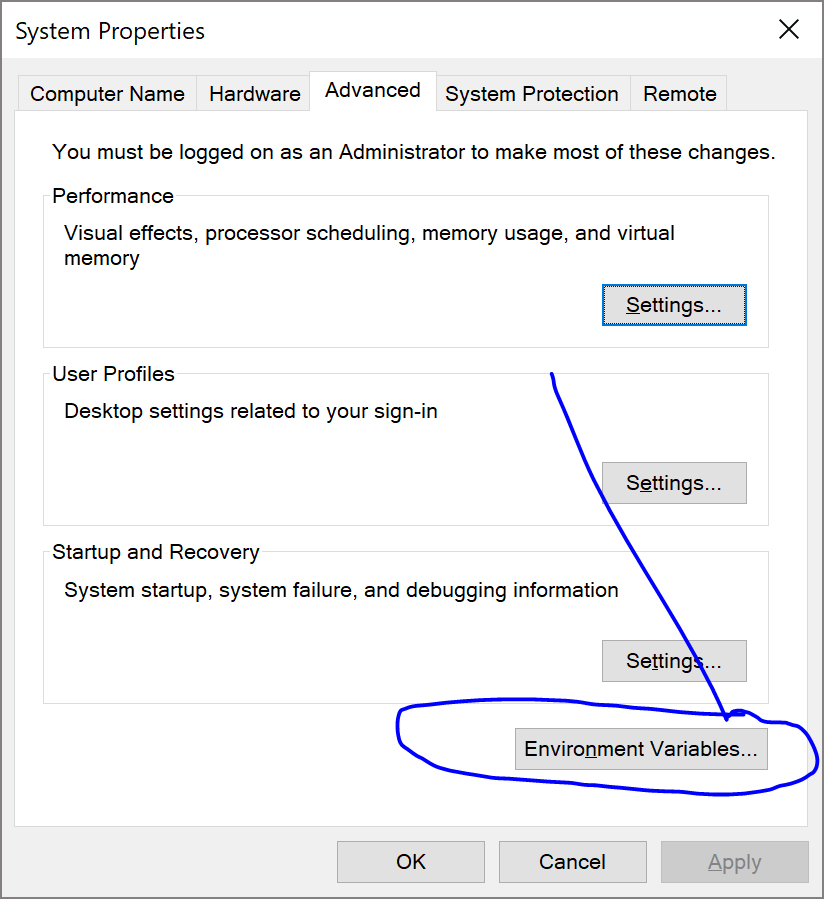 System Properties
Computer Name
Hardware
Advanced
System Protection
Remote
You must be logged on as an Administrator to make most of these changes.
Performance
Visual effects, processor scheduling, memory usage, and virtual
memory
Settings...
User Profiles
Desktop settings related to your sign-in
Settings...
Startup and Recovery
System startup, system failure, and debugging information
Settings...
Environment Variables...
OK
Cancel
Apply